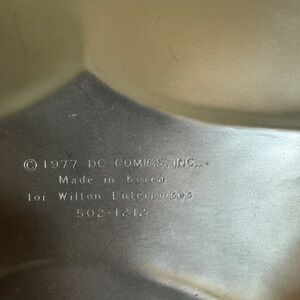 © 1977 DC COMICS, INC.
Made in Korea
for Wilton Enterprises
502-1212